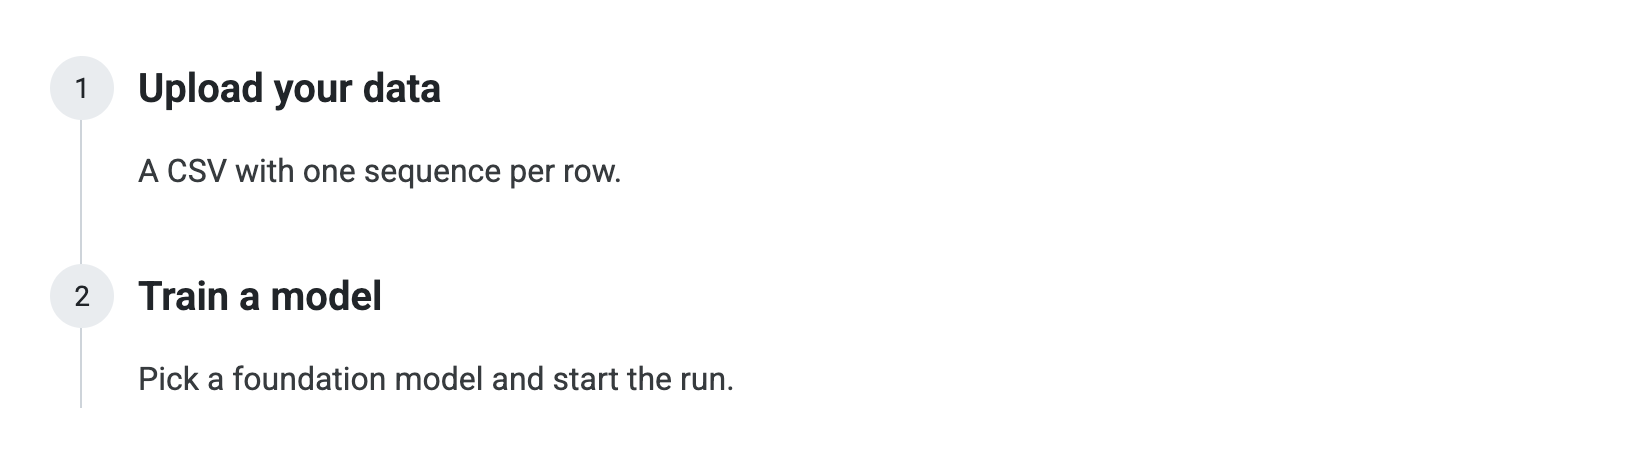 1
Upload your data
A CSV with one sequence per row.
2
Train a model
Pick a foundation model and start the run.